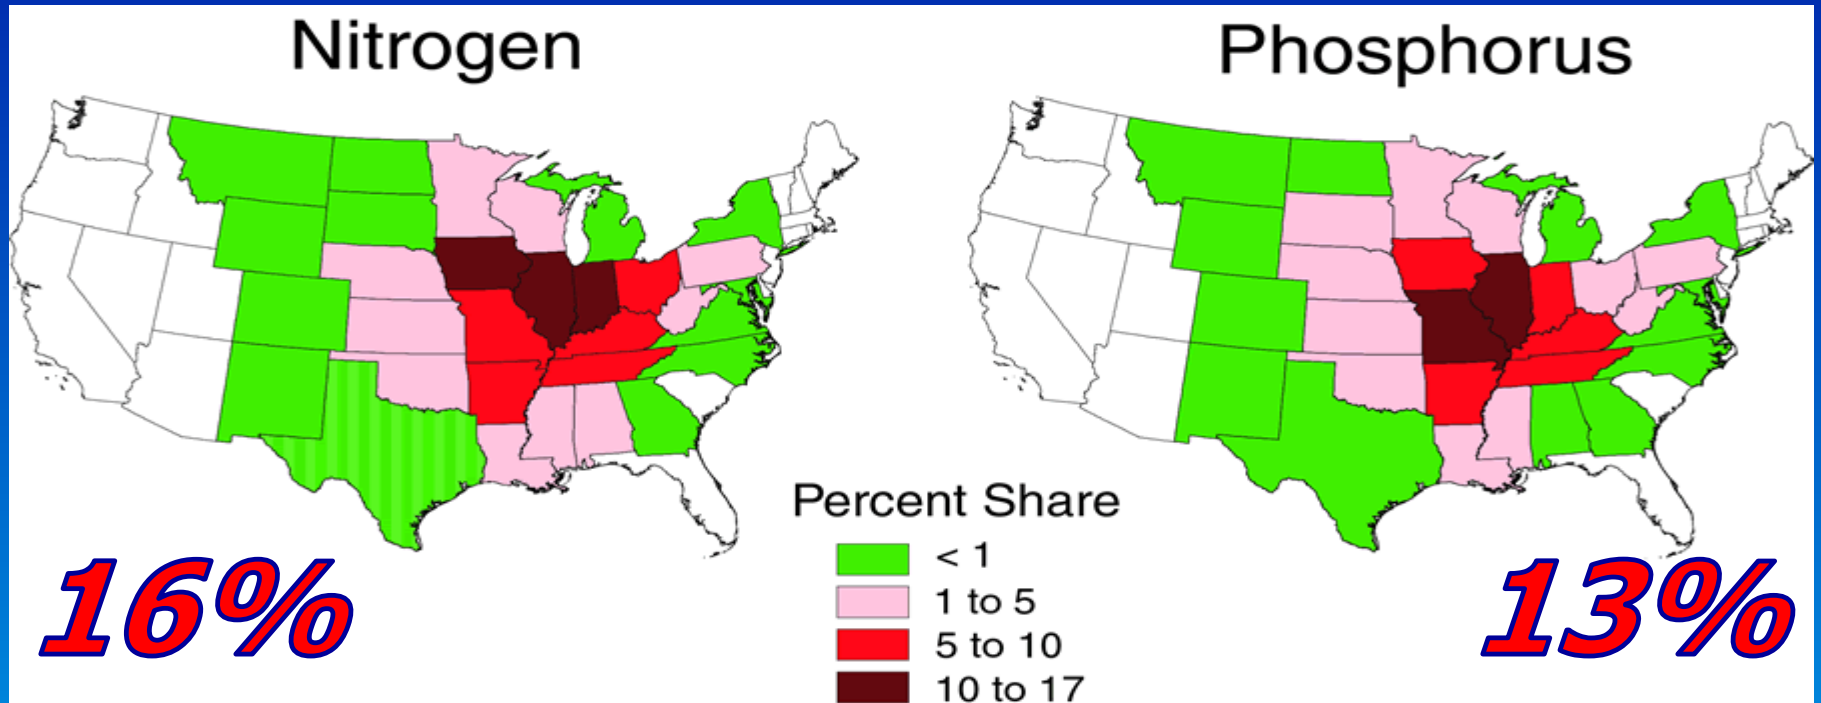 Nitrogen
Phosphorus
Percent Share
< 1
1 to 5
5 to 10
10 to 17
16%
13%